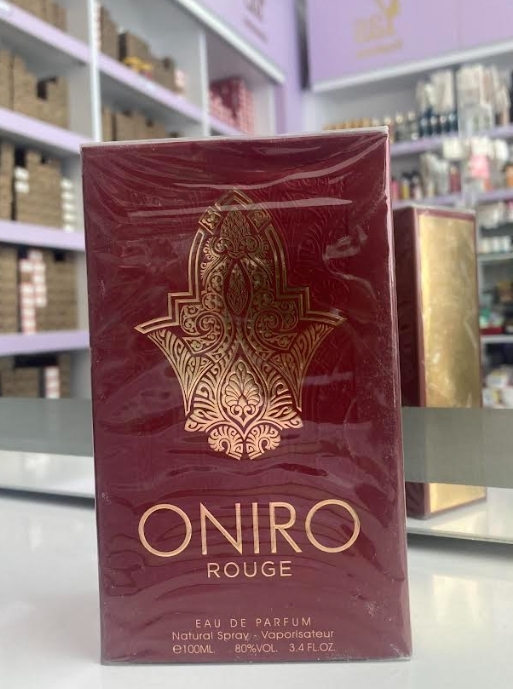 ONIRO
ROUGE
EAU DE PARFUM
Natural Spray - Vaporisateur
℮100ML. 80%VOL. 3.4 FL.OZ.